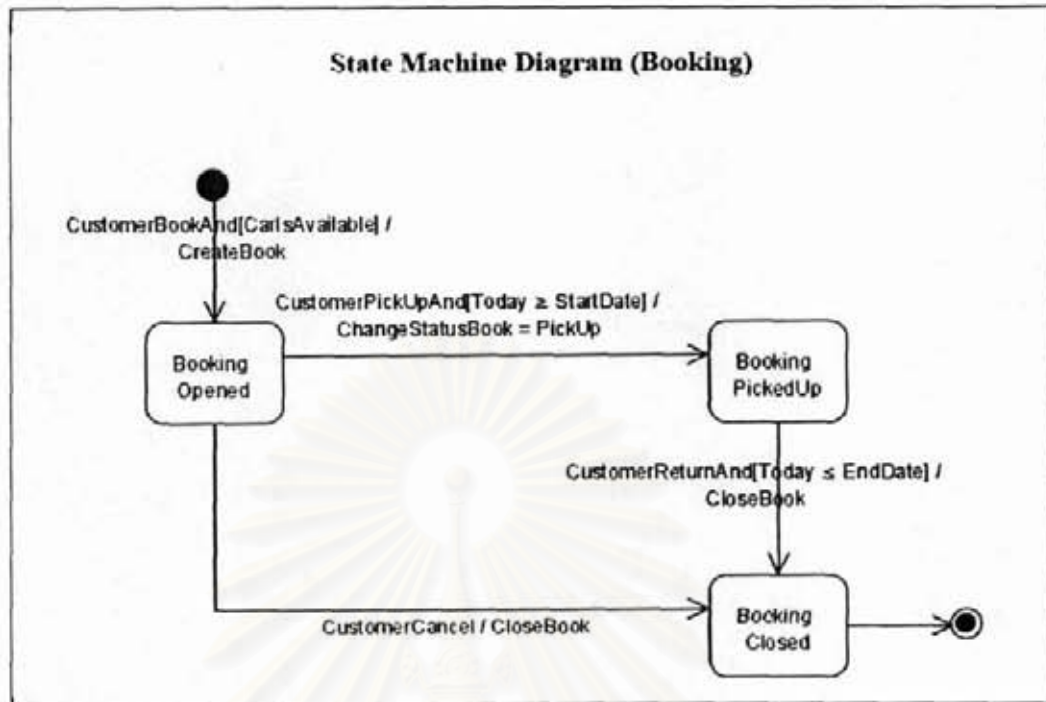 State Machine Diagram (Booking)
CustomerBookAnd[CarIsAvailable] /
CreateBook
CustomerPickUpAnd[Today ≥ StartDate] /
ChangeStatusBook = PickUp
Booking
Opened
Booking
PickedUp
CustomerReturnAnd[Today ≤ EndDate] /
CloseBook
CustomerCancel / CloseBook
Booking
Closed